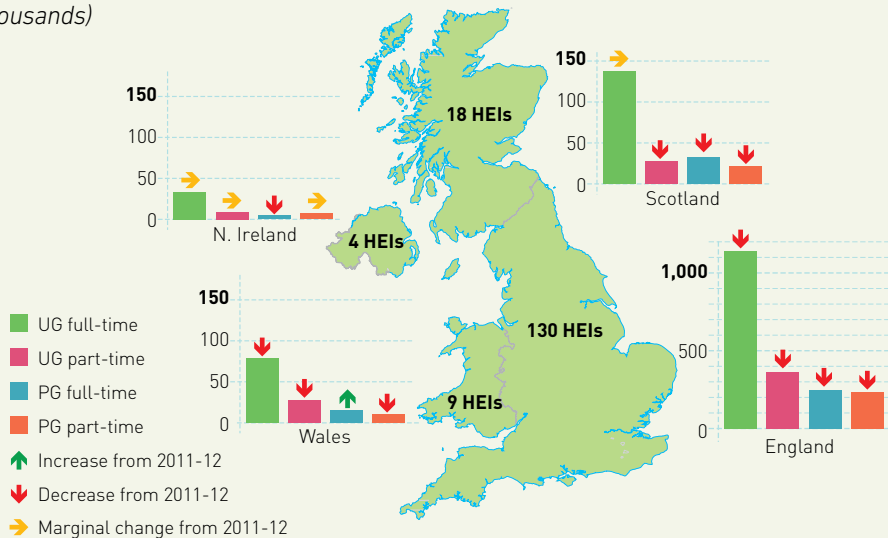 ousands)
150
100
50
0
N. Ireland
18 HEIs
150
100
50
0
Scotland
4 HEIs
150
100
50
0
Wales
130 HEIs
9 HEIs
1,000
500
0
England
UG full-time
UG part-time
PG full-time
PG part-time
Increase from 2011-12
Decrease from 2011-12
Marginal change from 2011-12